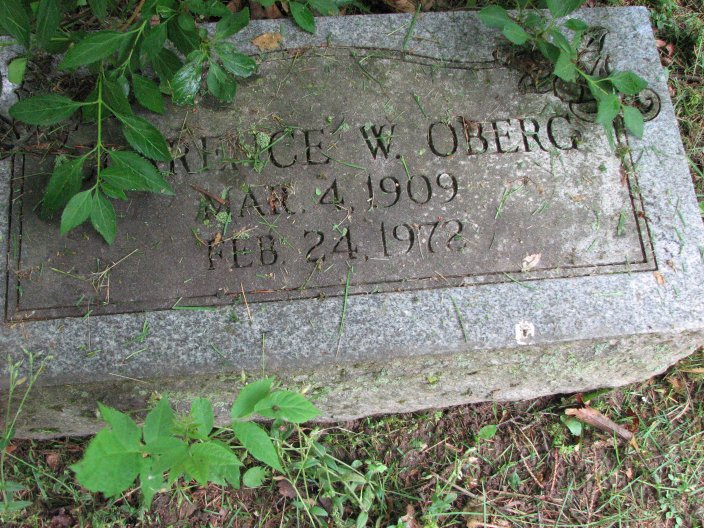 W. OBERG
MAR. 4, 1909
FEB. 24, 1972